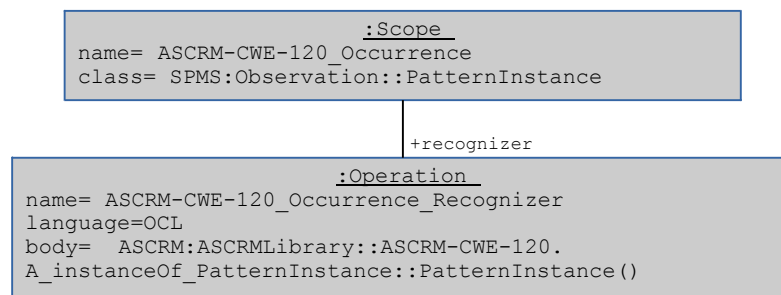 :Scope
name= ASCRM-CWE-120_Occurrence
class= SPMS:Observation::PatternInstance
+recognizer
:Operation
name= ASCRM-CWE-120_Occurrence_Recognizer
language=OCL
body= ASCRM:ASCRMLibrary::ASCRM-CWE-120.
A_instanceOf_PatternInstance::PatternInstance()